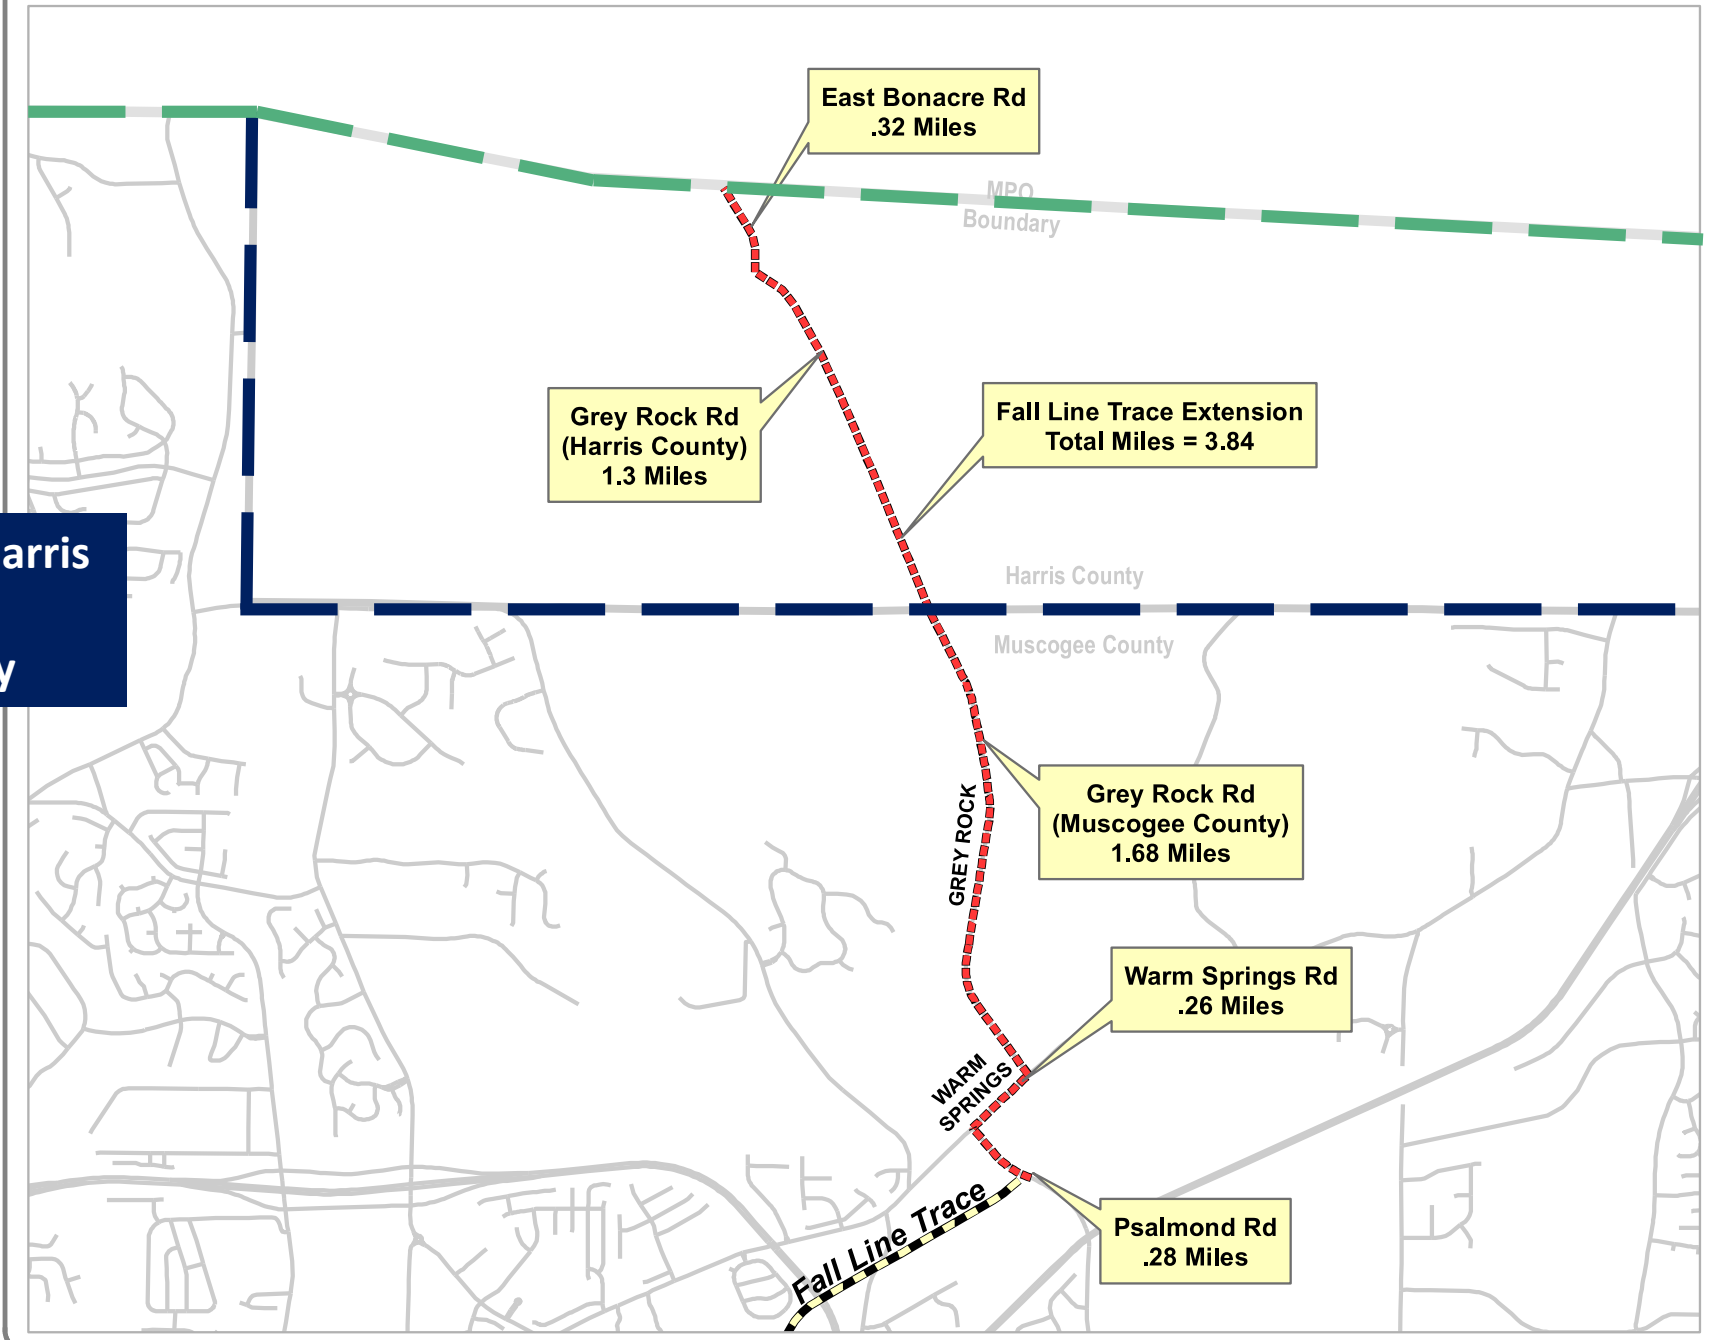 East Bonacre Rd
.32 Miles
MPO
Boundary
Grey Rock Rd
(Harris County)
1.3 Miles
Fall Line Trace Extension
Total Miles = 3.84
arris
y
Harris County
Muscogee County
Grey Rock Rd
(Muscogee County)
1.68 Miles
GREY ROCK
Warm Springs Rd
.26 Miles
WARM
SPRINGS
Fall Line Trace
Psalmond Rd
.28 Miles